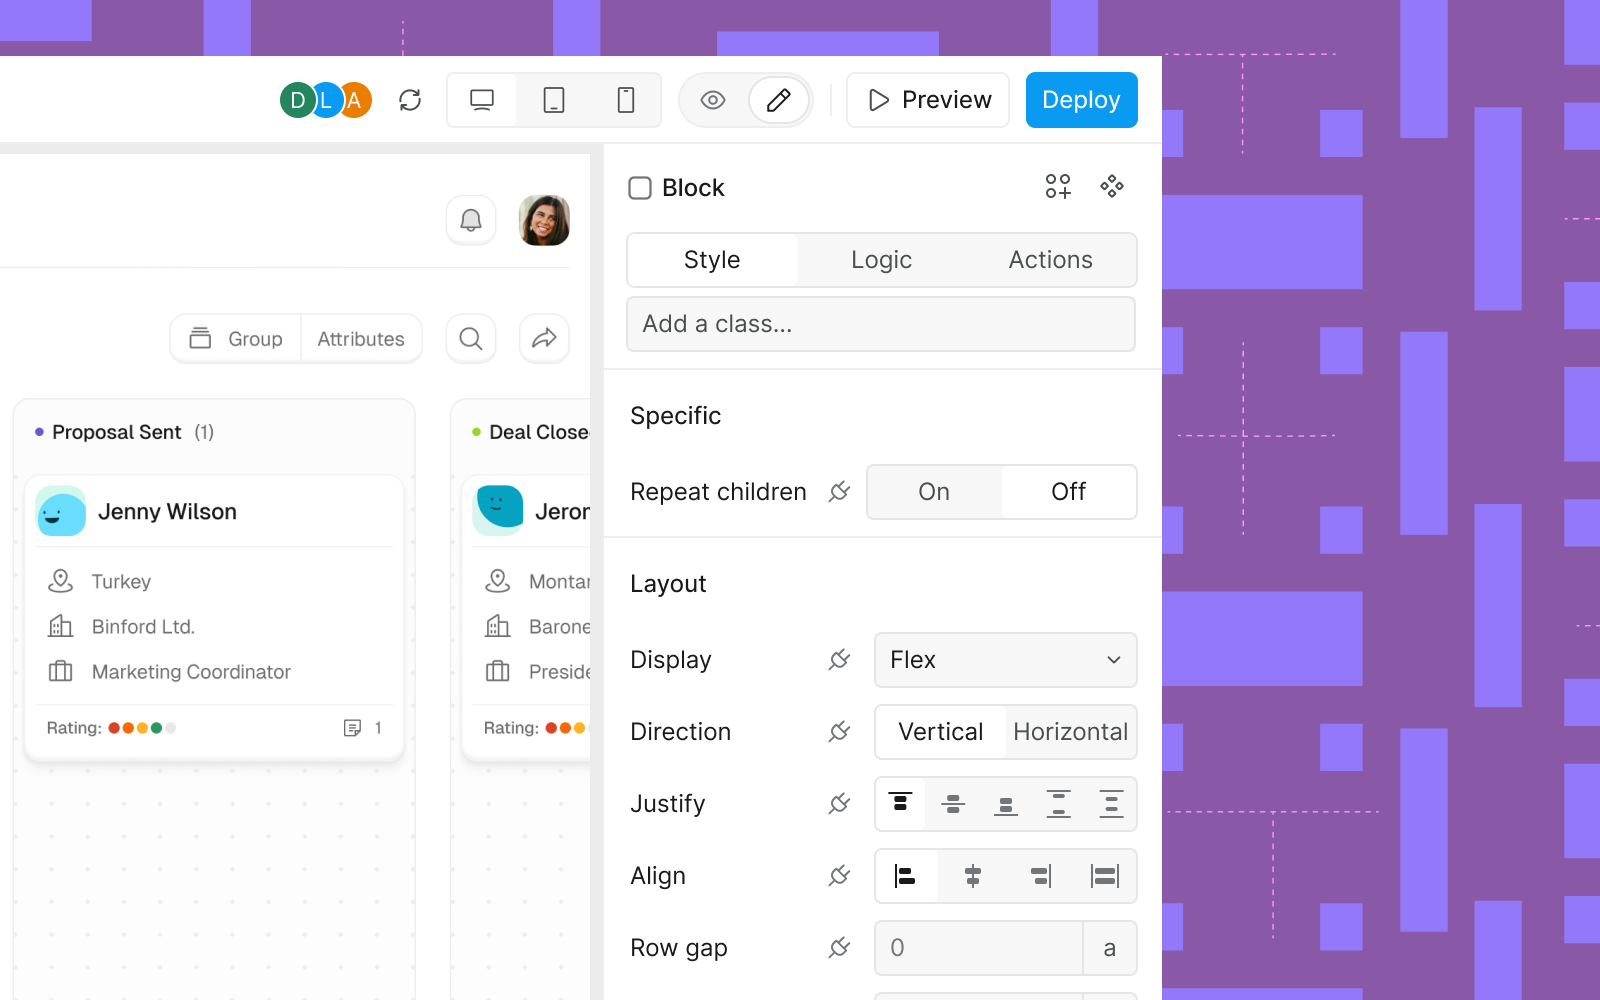 D L A Preview Deploy
Block
Style Logic Actions
Add a class...
Group Attributes
Specific
Proposal Sent (1) Deal Close
Repeat children On Off
Jenny Wilson Jeror
Layout
Turkey Montar
Binford Ltd. Barone
Display Flex
Marketing Coordinator Preside
Rating: 1 Rating:
Direction Vertical Horizontal
Justify
Align
Row gap 0 a